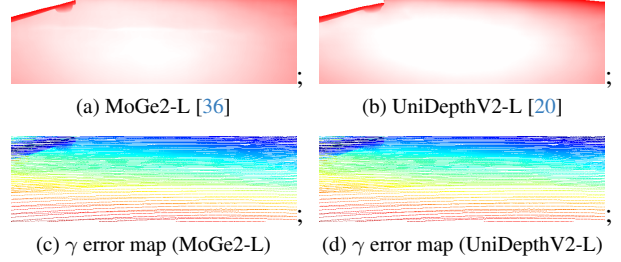 ; ;
(a) MoGe2-L [36] (b) UniDepthV2-L [20]
; ;
(c) γ error map (MoGe2-L) (d) γ error map (UniDepthV2-L)